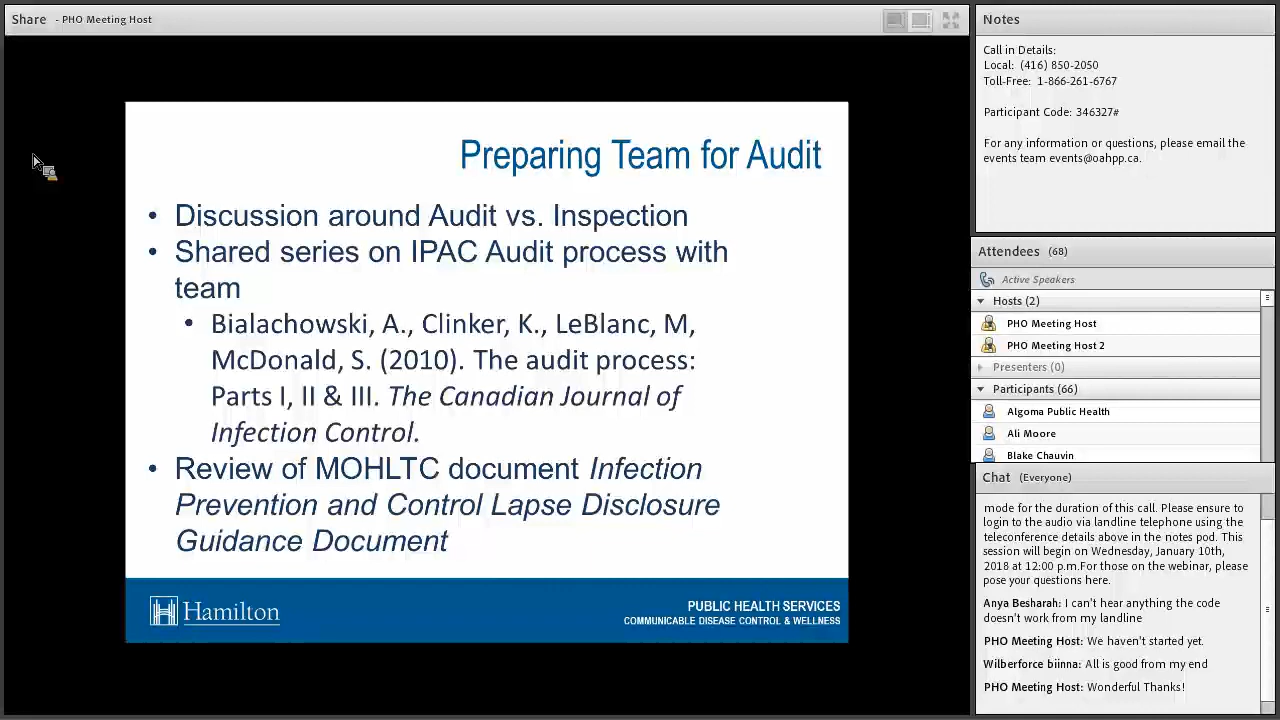 Share - PHO Meeting Host
Preparing Team for Audit
• Discussion around Audit vs. Inspection
• Shared series on IPAC Audit process with
team
• Bialachowski, A., Clinker, K., LeBlanc, M,
McDonald, S. (2010). The audit process:
Parts I, II & III. The Canadian Journal of
Infection Control.
• Review of MOHLTC document Infection
Prevention and Control Lapse Disclosure
Guidance Document
Hamilton
PUBLIC HEALTH SERVICES
COMMUNICABLE DISEASE CONTROL & WELLNESS
Notes
Call in Details:
Local: (416) 850-2050
Toll-Free: 1-866-261-6767
Participant Code: 346327#
For any information or questions, please email the
events team events@oahpp.ca.
Attendees (68)
Active Speakers
Hosts (2)
PHO Meeting Host
PHO Meeting Host 2
Presenters (0)
Participants (66)
Algoma Public Health
Ali Moore
Blake Chauvin
Chat (Everyone)
mode for the duration of this call. Please ensure to
login to the audio via landline telephone using the
teleconference details above in the notes pod. This
session will begin on Wednesday, January 10th,
2018 at 12:00 p.m.For those on the webinar, please
pose your questions here.
Anya Besharah: I can't hear anything the code
doesn't work from my landline
PHO Meeting Host: We haven't started yet.
Wilberforce biinna: All is good from my end
PHO Meeting Host: Wonderful Thanks!